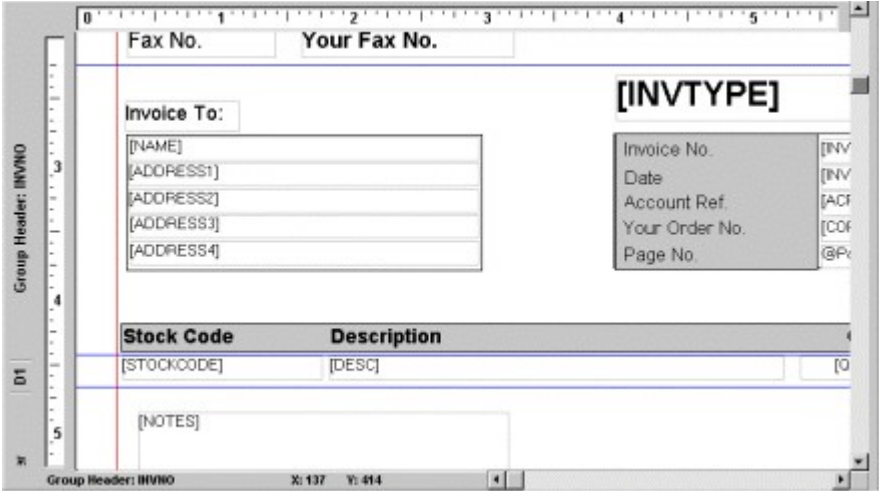 0 1 2 3 4 5
Fax No. Your Fax No.
[INVTYPE]
Invoice To:
[NAME]
[ADDRESS1]
[ADDRESS2]
[ADDRESS3]
[ADDRESS4]
Invoice No. [INV
Date [INV
Account Ref.
Your Order No.
Page No.
Stock Code Description
[STOCKCODE] [DESC]
[NOTES]
Group Header: INVNO
D1
3
4
5
Group Header: INVNO X: 137 Y: 414